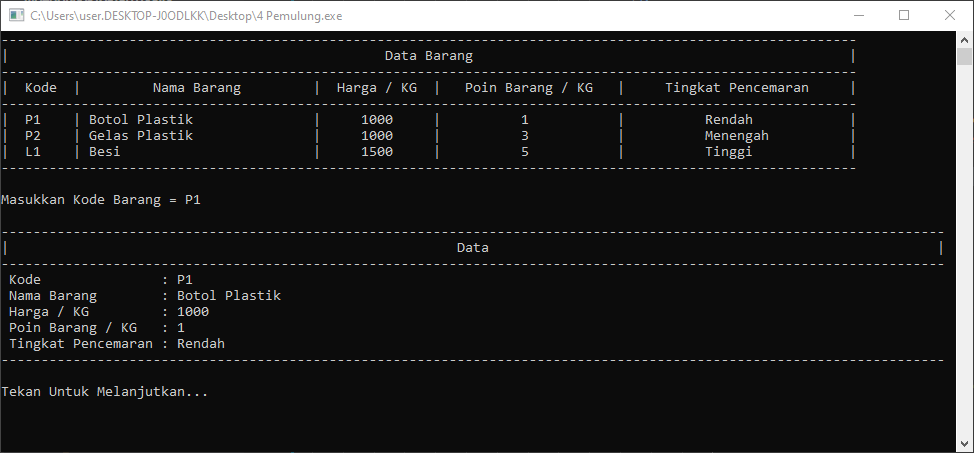 C:\Users\user.DESKTOP-J0ODLKK\Desktop\4 Pemulung.exe
-----------------------------------------------------------------------------------------------------------
| Data Barang |
-----------------------------------------------------------------------------------------------------------
| Kode | Nama Barang | Harga / KG | Poin Barang / KG | Tingkat Pencemaran |
-----------------------------------------------------------------------------------------------------------
| P1 | Botol Plastik | 1000 | 1 | Rendah |
| P2 | Gelas Plastik | 1000 | 3 | Menengah |
| L1 | Besi | 1500 | 5 | Tinggi |
-----------------------------------------------------------------------------------------------------------
Masukkan Kode Barang = P1
----------------------------------------------------------------------------------------------------------------------
| Data |
----------------------------------------------------------------------------------------------------------------------
Kode : P1
Nama Barang : Botol Plastik
Harga / KG : 1000
Poin Barang / KG : 1
Tingkat Pencemaran : Rendah
----------------------------------------------------------------------------------------------------------------------
Tekan Untuk Melanjutkan...